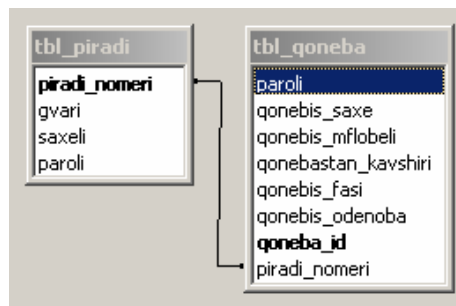 tbl_piradi
piradi_nomeri
gvari
saxeli
paroli
tbl_qoneba
paroli
qonebis_saxe
qonebis_mflobeli
qonebastan_kavshiri
qonebis_fasi
qonebis_odenoba
qoneba_id
piradi_nomeri